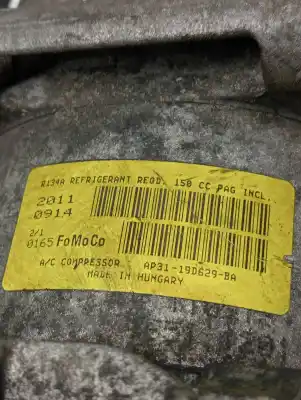 R134A REFRIGERANT REQD. 150 CC PAG INCL.
2011
0914
2/1
0165 FoMoCo
A/C COMPRESSOR AP31-19D629-BA
MADE IN HUNGARY